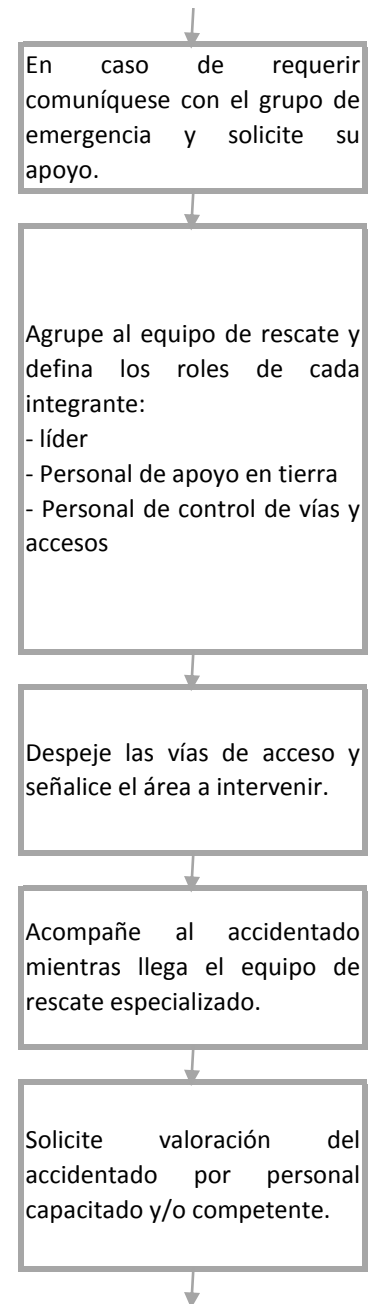 En caso de requerir
comuníquese con el grupo de
emergencia y solicite su
apoyo.
Agrupe al equipo de rescate y
defina los roles de cada
integrante:
- líder
- Personal de apoyo en tierra
- Personal de control de vías y
accesos
Despeje las vías de acceso y
señalice el área a intervenir.
Acompañe al accidentado
mientras llega el equipo de
rescate especializado.
Solicite valoración del
accidentado por personal
capacitado y/o competente.